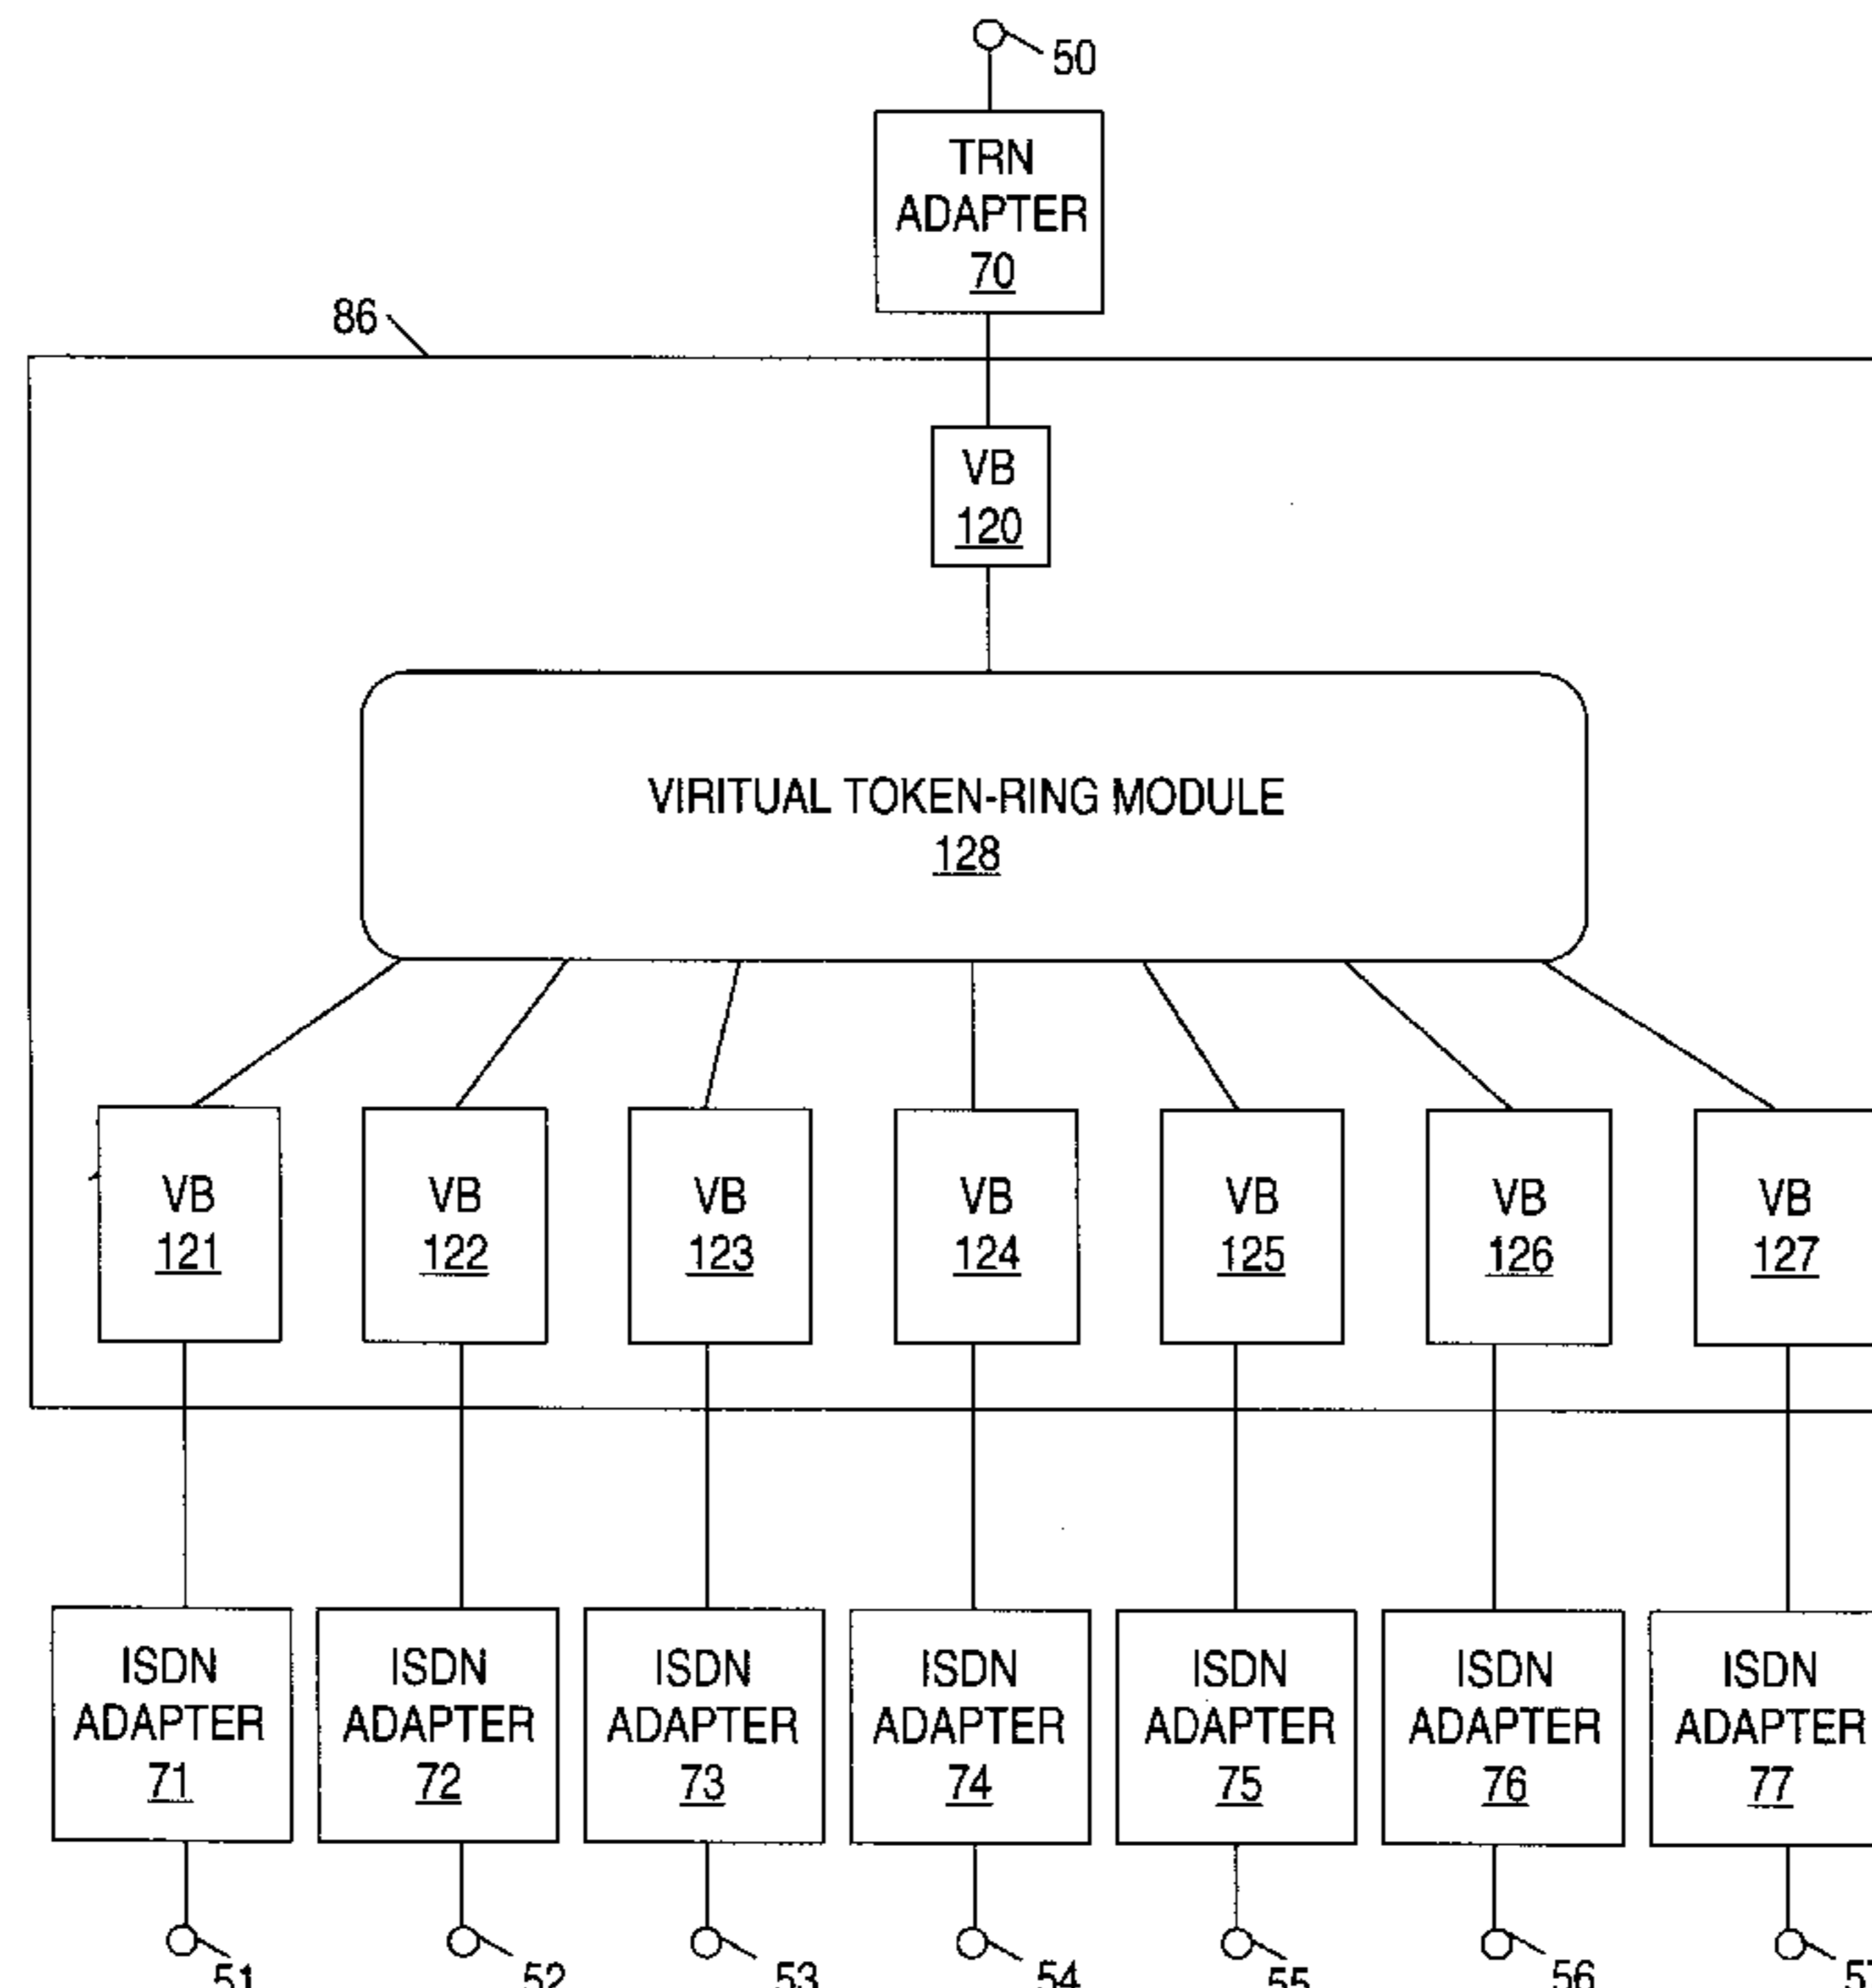 50
TRN
ADAPTER
70
86
VB
120
VIRITUAL TOKEN-RING MODULE
128
VB
121
VB
122
VB
123
VB
124
VB
125
VB
126
VB
127
ISDN
ADAPTER
71
ISDN
ADAPTER
72
ISDN
ADAPTER
73
ISDN
ADAPTER
74
ISDN
ADAPTER
75
ISDN
ADAPTER
76
ISDN
ADAPTER
77
51
52
53
54
55
56